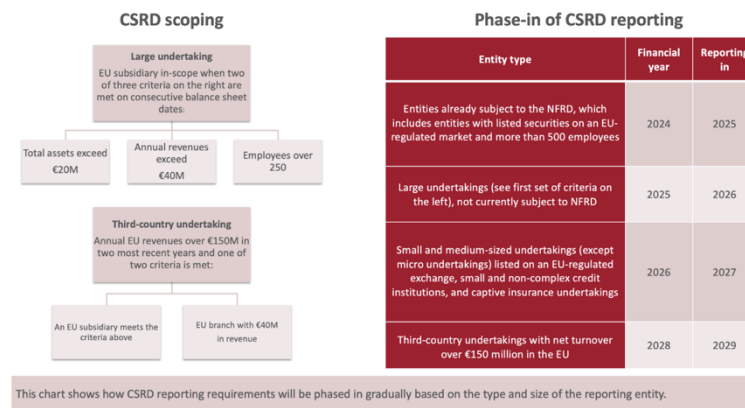 CSRD scoping
Large undertaking
EU subsidiary in-scope when two
of three criteria on the right are
met on consecutive balance sheet
dates:
Total assets exceed
€20M
Annual revenues
exceed
€40M
Employees over
250
Third-country undertaking
Annual EU revenues over €150M in
two most recent years and one of
two criteria is met:
An EU subsidiary meets the
criteria above
EU branch with €40M
in revenue
Phase-in of CSRD reporting
Entity type
Financial
year
Reporting
in
Entities already subject to the NFRD, which
includes entities with listed securities on an EU-
regulated market and more than 500 employees
2024
2025
Large undertakings (see first set of criteria on
the left), not currently subject to NFRD
2025
2026
Small and medium-sized undertakings (except
micro undertakings) listed on an EU-regulated
exchange, small and non-complex credit
institutions, and captive insurance undertakings
2026
2027
Third-country undertakings with net turnover
over €150 million in the EU
2028
2029
This chart shows how CSRD reporting requirements will be phased in gradually based on the type and size of the reporting entity.